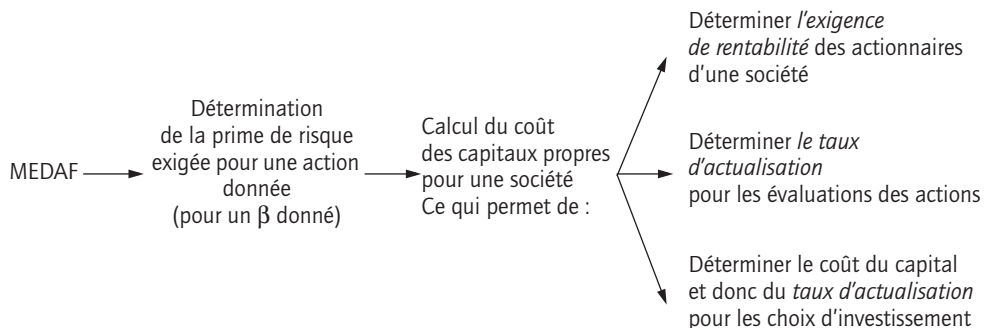 MEDAF
Détermination
de la prime de risque
exigée pour une action
donnée
(pour un β donné)
Calcul du coût
des capitaux propres
pour une société
Ce qui permet de :
Déterminer l'exigence
de rentabilité des actionnaires
d'une société
Déterminer le taux
d'actualisation
pour les évaluations des actions
Déterminer le coût du capital
et donc du taux d'actualisation
pour les choix d'investissement